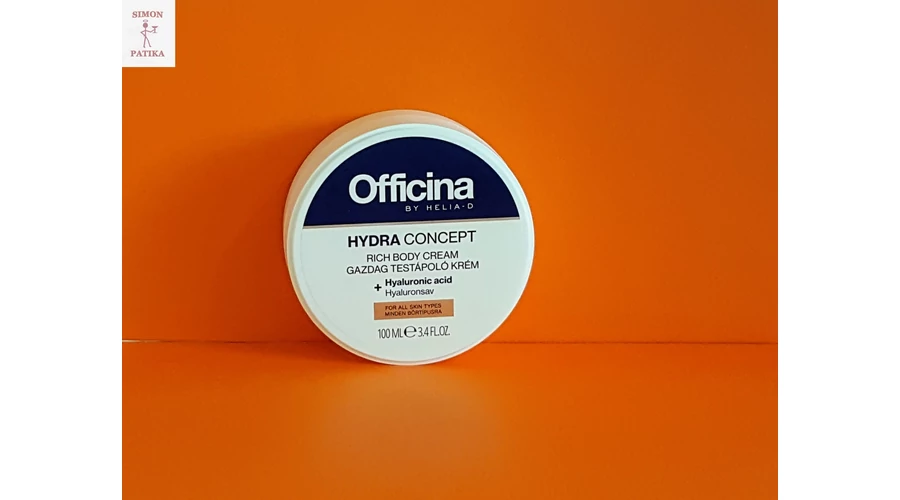 SIMON
PATIKA
Officina
BY HELIA-D
HYDRA CONCEPT
RICH BODY CREAM
GAZDAG TESTÁPOLÓ KRÉM
+ Hyaluronic acid
Hyaluronsav
FOR ALL SKIN TYPES
MINDEN BŐRTÍPUSRA
100 ML ℮ 3.4 FL.OZ.